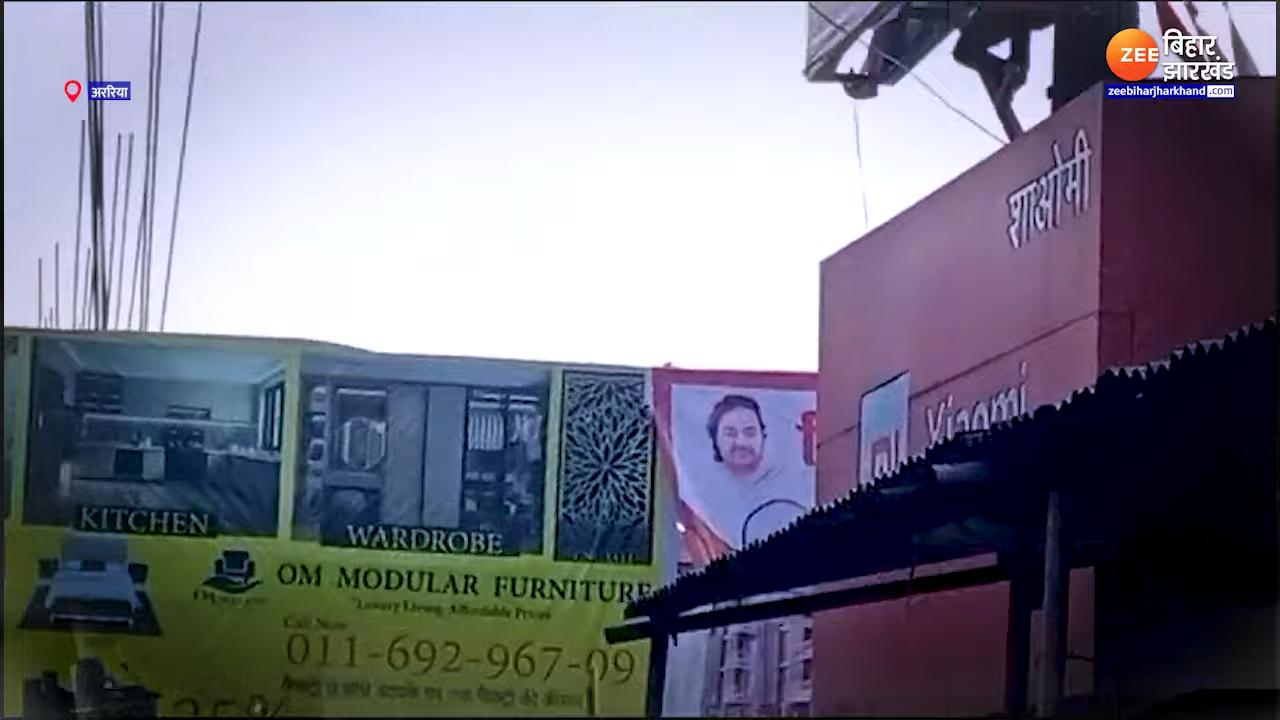 अररिया
ZEE बिहार झारखंड
zeebiharjharkhand.com
शाओमी
Xiaomi
KITCHEN
WARDROBE
OM MODULAR FURNITURE
"Luxury Living, Affordable Prices
Call Now
011-692-967-09